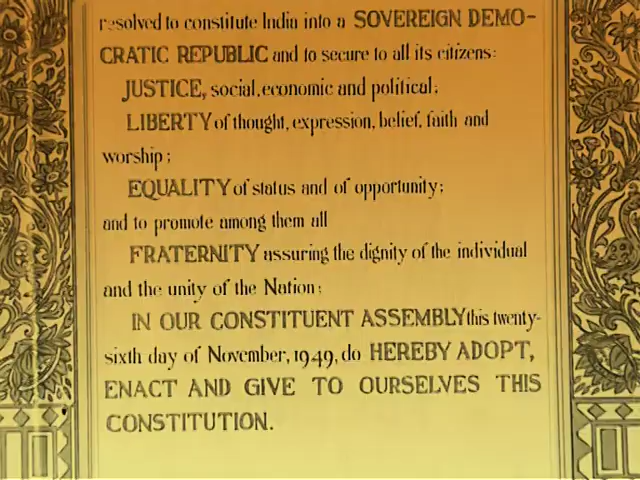 resolved to constitute India into a SOVEREIGN DEMO-
CRATIC REPUBLIC and to secure to all its citizens:
JUSTICE, social, economic and political;
LIBERTY of thought, expression, belief, faith and
worship;
EQUALITY of status and of opportunity;
and to promote among them all
FRATERNITY assuring the dignity of the individual
and the unity of the Nation;
IN OUR CONSTITUENT ASSEMBLY this twenty-
sixth day of November, 1949, do HEREBY ADOPT,
ENACT AND GIVE TO OURSELVES THIS
CONSTITUTION.